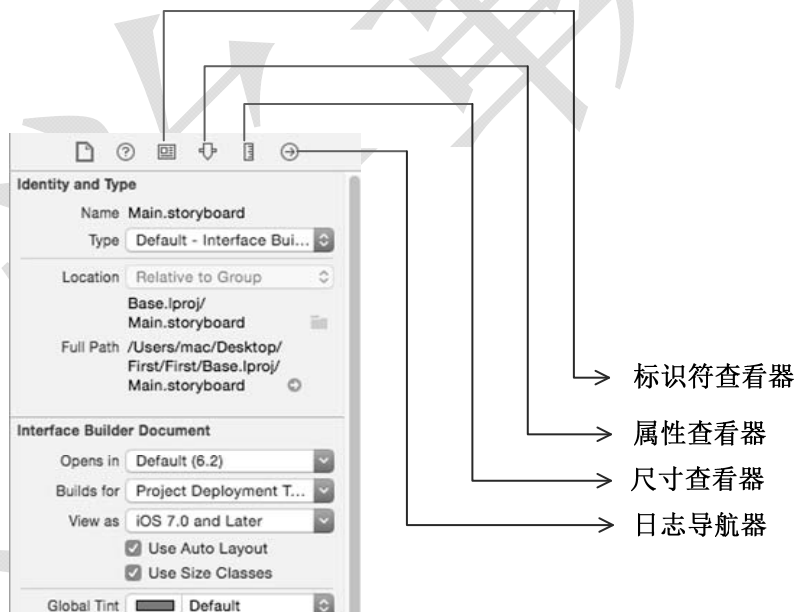 Identity and Type
Name Main.storyboard
Type Default - Interface Bui...
Location Relative to Group
Base.lproj/
Main.storyboard
Full Path /Users/mac/Desktop/
First/First/Base.lproj/
Main.storyboard
Interface Builder Document
Opens in Default (6.2)
Builds for Project Deployment T...
View as iOS 7.0 and Later
Use Auto Layout
Use Size Classes
Global Tint Default
标识符查看器
属性查看器
尺寸查看器
日志导航器